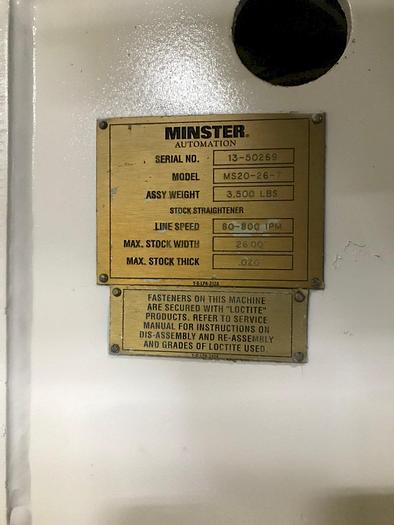 MINSTER.
AUTOMATION
SERIAL NO. 13-50269
MODEL MS20-26-7
ASSY WEIGHT 3,500 LBS
STOCK STRAIGHTENER
LINE SPEED 80-800 IPM
MAX. STOCK WIDTH 26.00
MAX. STOCK THICK .020
FASTENERS ON THIS MACHINE
ARE SECURED WITH "LOCTITE"
PRODUCTS. REFER TO SERVICE
MANUAL FOR INSTRUCTIONS ON
DIS-ASSEMBLY AND RE-ASSEMBLY
AND GRADES OF LOCTITE USED.